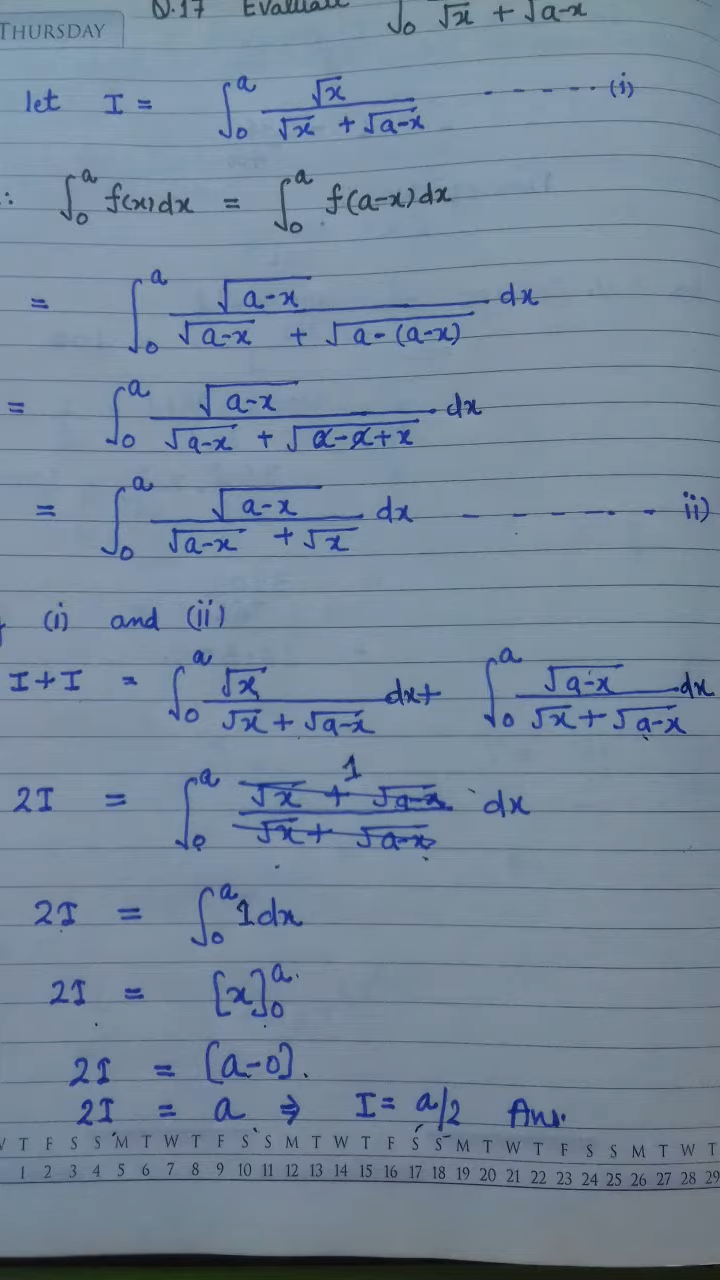 THURSDAY
Q.17 Evaluate ∫₀ √x + √a-x
let I = ∫₀ᵃ √x / (√x + √(a-x)) ------ (i)
∴ ∫₀ᵃ f(x)dx = ∫₀ᵃ f(a-x)dx
= ∫₀ᵃ √(a-x) / (√(a-x) + √(a-(a-x))) dx
= ∫₀ᵃ √(a-x) / (√(a-x) + √(a-a+x)) dx
= ∫₀ᵃ √(a-x) / (√(a-x) + √x) dx ------ ii)
(i) and (ii)
I+I = ∫₀ᵃ √x / (√x + √(a-x)) dx + ∫₀ᵃ √(a-x) / (√x + √(a-x)) dx
2I = ∫₀ᵃ (√x + √(a-x)) / (√x + √(a-x)) 1 dx
2I = ∫₀ᵃ 1dx
2I = [x]₀ᵃ
2I = [a-0].
2I = a ⇒ I = a/2 Ans.
T F S S M T W T F S S M T W T F S S M T W T F S S M T W T
1 2 3 4 5 6 7 8 9 10 11 12 13 14 15 16 17 18 19 20 21 22 23 24 25 26 27 28 29